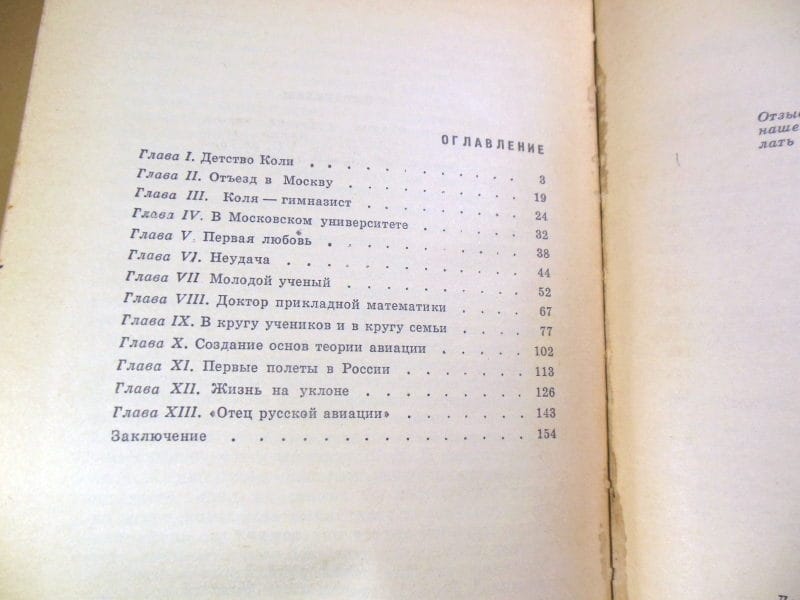 ОГЛАВЛЕНИЕ
Глава I. Детство Коли . . . . . . . . . . 3
Глава II. Отъезд в Москву . . . . . . . . . 19
Глава III. Коля — гимназист . . . . . . . . 24
Глава IV. В Московском университете . . . . . . 32
Глава V. Первая любовь . . . . . . . . . . 38
Глава VI. Неудача . . . . . . . . . . . 44
Глава VII Молодой ученый . . . . . . . . . 52
Глава VIII. Доктор прикладной математики . . . . . 67
Глава IX. В кругу учеников и в кругу семьи . . . . 77
Глава X. Создание основ теории авиации . . . . . 102
Глава XI. Первые полеты в России . . . . . . . 113
Глава XII. Жизнь на уклоне . . . . . . . . . 126
Глава XIII. «Отец русской авиации» . . . . . . . 143
Заключение . . . . . . . . . . . . . 154
наше
лать